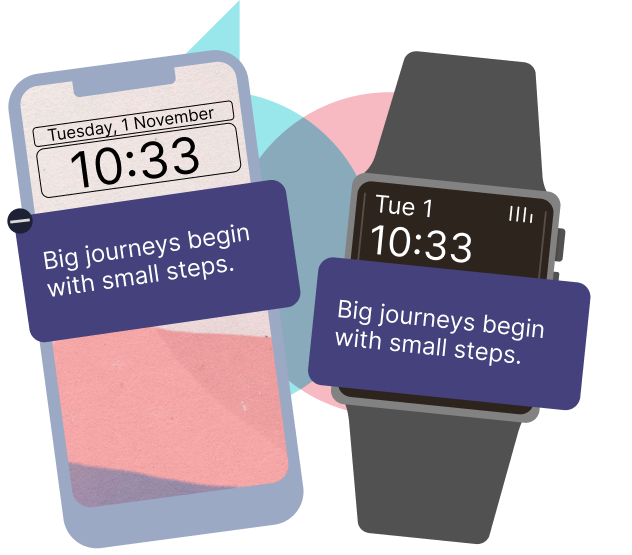 Tuesday, 1 November
10:33
Big journeys begin
with small steps.
Tue 1
10:33
Big journeys begin
with small steps.